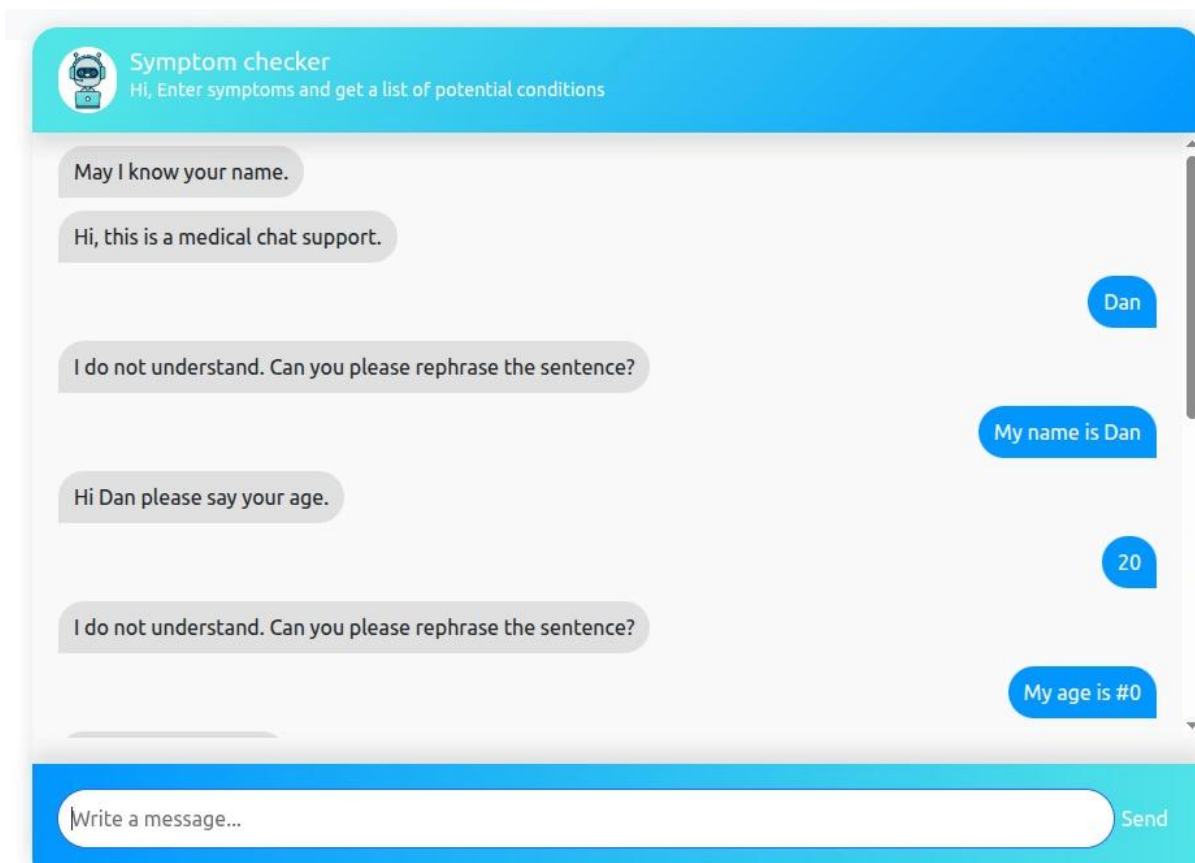 Symptom checker
Hi, Enter symptoms and get a list of potential conditions
May I know your name.
Hi, this is a medical chat support.
Dan
I do not understand. Can you please rephrase the sentence?
My name is Dan
Hi Dan please say your age.
20
I do not understand. Can you please rephrase the sentence?
My age is #0
Write a message...
Send